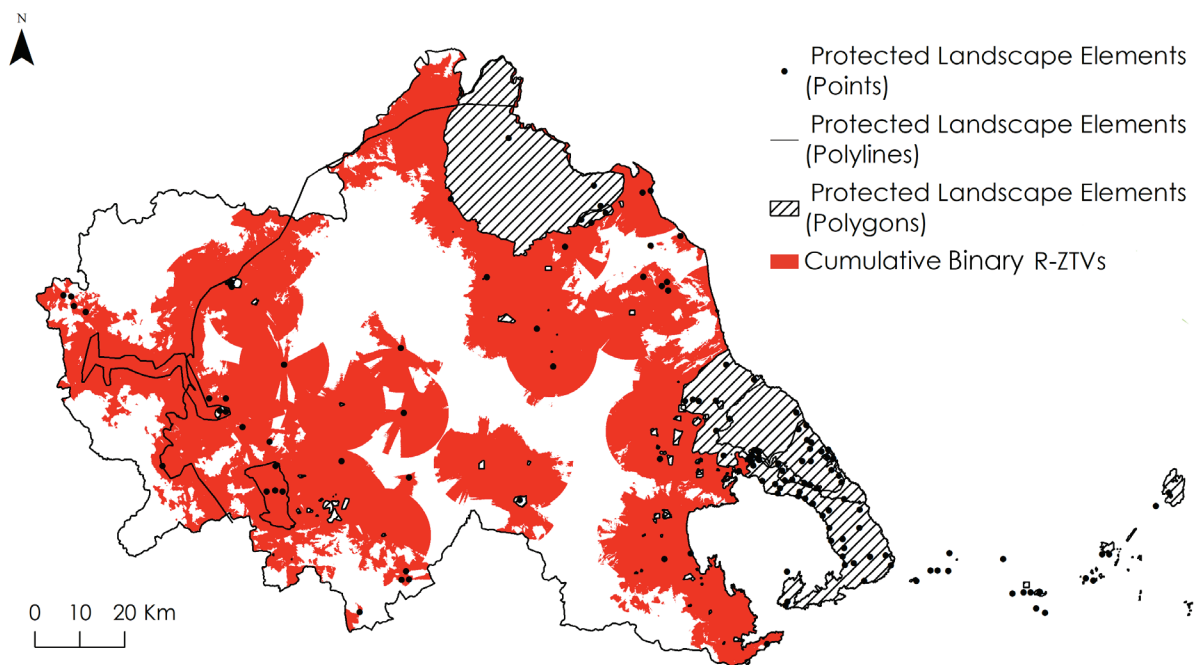 N
Protected Landscape Elements
(Points)
Protected Landscape Elements
(Polylines)
Protected Landscape Elements
(Polygons)
Cumulative Binary R-ZTVs
0 10 20 Km